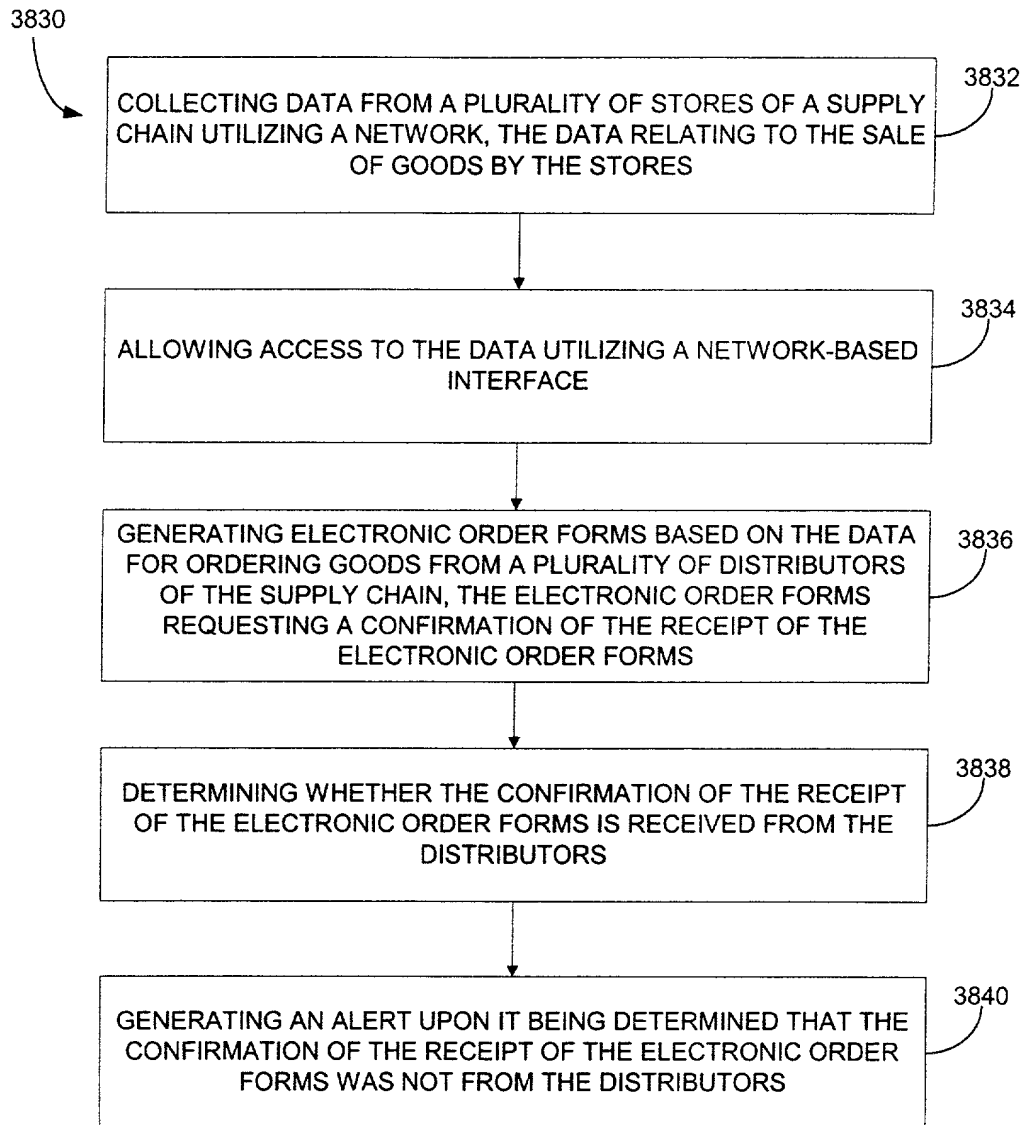 3830
3832
COLLECTING DATA FROM A PLURALITY OF STORES OF A SUPPLY
CHAIN UTILIZING A NETWORK, THE DATA RELATING TO THE SALE
OF GOODS BY THE STORES
3834
ALLOWING ACCESS TO THE DATA UTILIZING A NETWORK-BASED
INTERFACE
3836
GENERATING ELECTRONIC ORDER FORMS BASED ON THE DATA
FOR ORDERING GOODS FROM A PLURALITY OF DISTRIBUTORS
OF THE SUPPLY CHAIN, THE ELECTRONIC ORDER FORMS
REQUESTING A CONFIRMATION OF THE RECEIPT OF THE
ELECTRONIC ORDER FORMS
3838
DETERMINING WHETHER THE CONFIRMATION OF THE RECEIPT
OF THE ELECTRONIC ORDER FORMS IS RECEIVED FROM THE
DISTRIBUTORS
3840
GENERATING AN ALERT UPON IT BEING DETERMINED THAT THE
CONFIRMATION OF THE RECEIPT OF THE ELECTRONIC ORDER
FORMS WAS NOT FROM THE DISTRIBUTORS